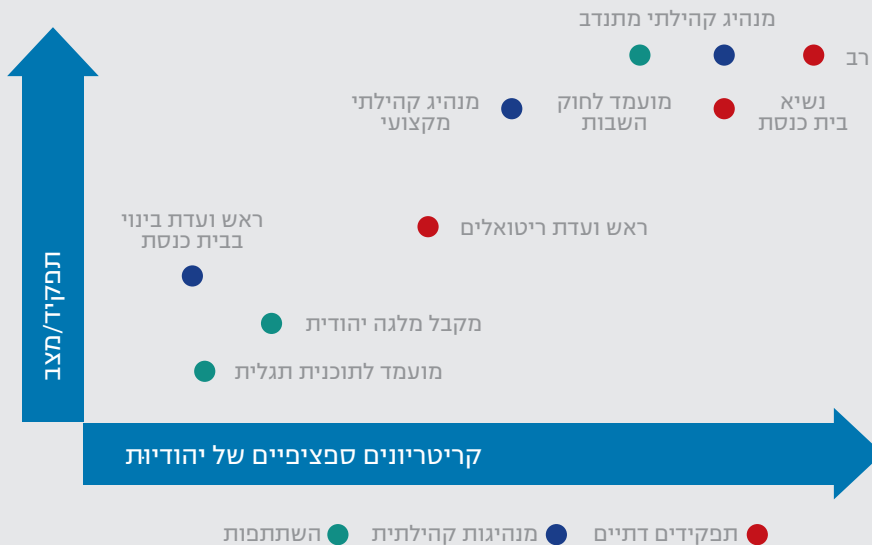 מנהיג קהילתי מתנדב
רב
נשיא
בית כנסת
מועמד לחוק
השבות
מנהיג קהילתי
מקצועי
ראש ועדת ריטואלים
ראש ועדת בינוי
בבית כנסת
מקבל מלגה יהודית
מועמד לתוכנית תגלית
תפקיד/מצב
קריטריונים ספציפיים של יהודיות
תפקידים דתיים
מנהיגות קהילתית
השתתפות